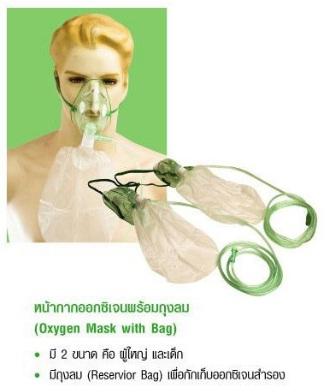 หน้ากากออกซิเจนพร้อมถุงลม
(Oxygen Mask with Bag)
• มี 2 ขนาด คือ ผู้ใหญ่ และเด็ก
• มีถุงลม (Reservior Bag) เพื่อกักเก็บออกซิเจนสำรอง